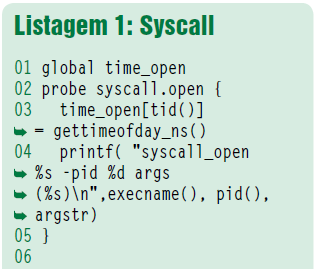 Listagem 1: Syscall
01 global time_open
02 probe syscall.open {
03   time_open[tid()]
➥ = gettimeofday_ns()
04   printf( "syscall_open
➥ %s -pid %d args
➥ (%s)\n",execname(), pid(),
➥ argstr)
05 }
06